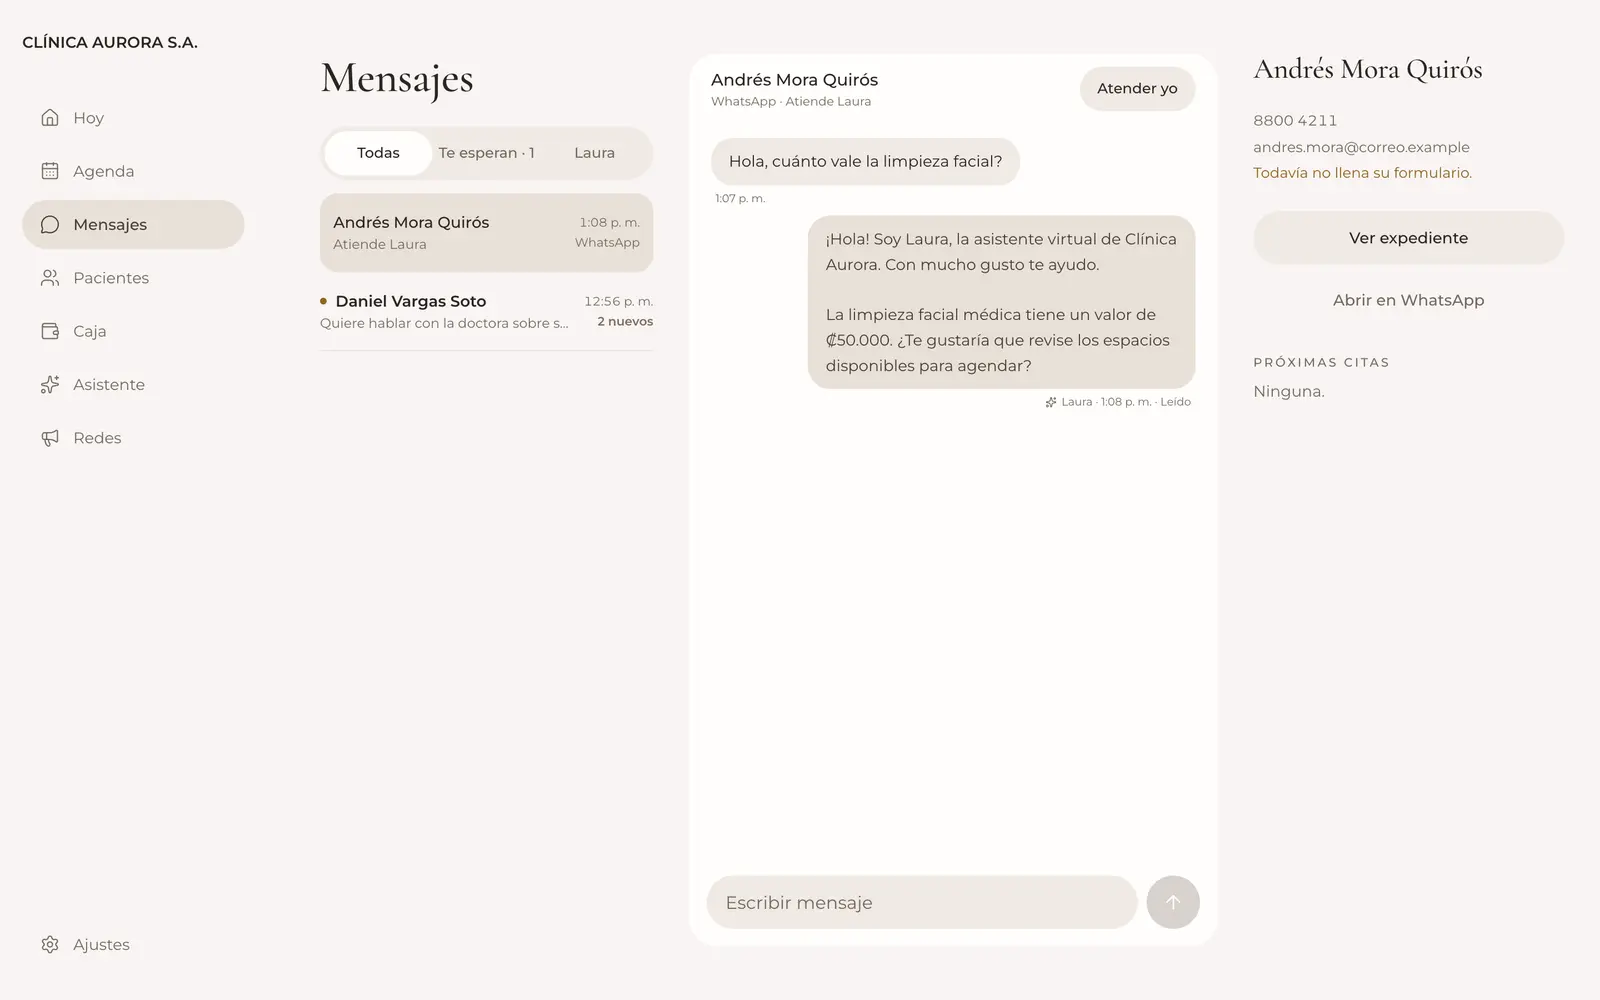 CLÍNICA AURORA S.A.
Hoy
Agenda
Mensajes
Pacientes
Caja
Asistente
Redes
Ajustes
Mensajes
Todas
Te esperan · 1
Laura
Andrés Mora Quirós
1:08 p. m.
Atiende Laura
WhatsApp
Daniel Vargas Soto
12:56 p. m.
Quiere hablar con la doctora sobre s...
2 nuevos
Andrés Mora Quirós
WhatsApp · Atiende Laura
Atender yo
Hola, cuánto vale la limpieza facial?
1:07 p. m.
¡Hola! Soy Laura, la asistente virtual de Clínica
Aurora. Con mucho gusto te ayudo.
La limpieza facial médica tiene un valor de
₡50.000. ¿Te gustaría que revise los espacios
disponibles para agendar?
Laura · 1:08 p. m. · Leído
Escribir mensaje
Andrés Mora Quirós
8800 4211
andres.mora@correo.example
Todavía no llena su formulario.
Ver expediente
Abrir en WhatsApp
PRÓXIMAS CITAS
Ninguna.